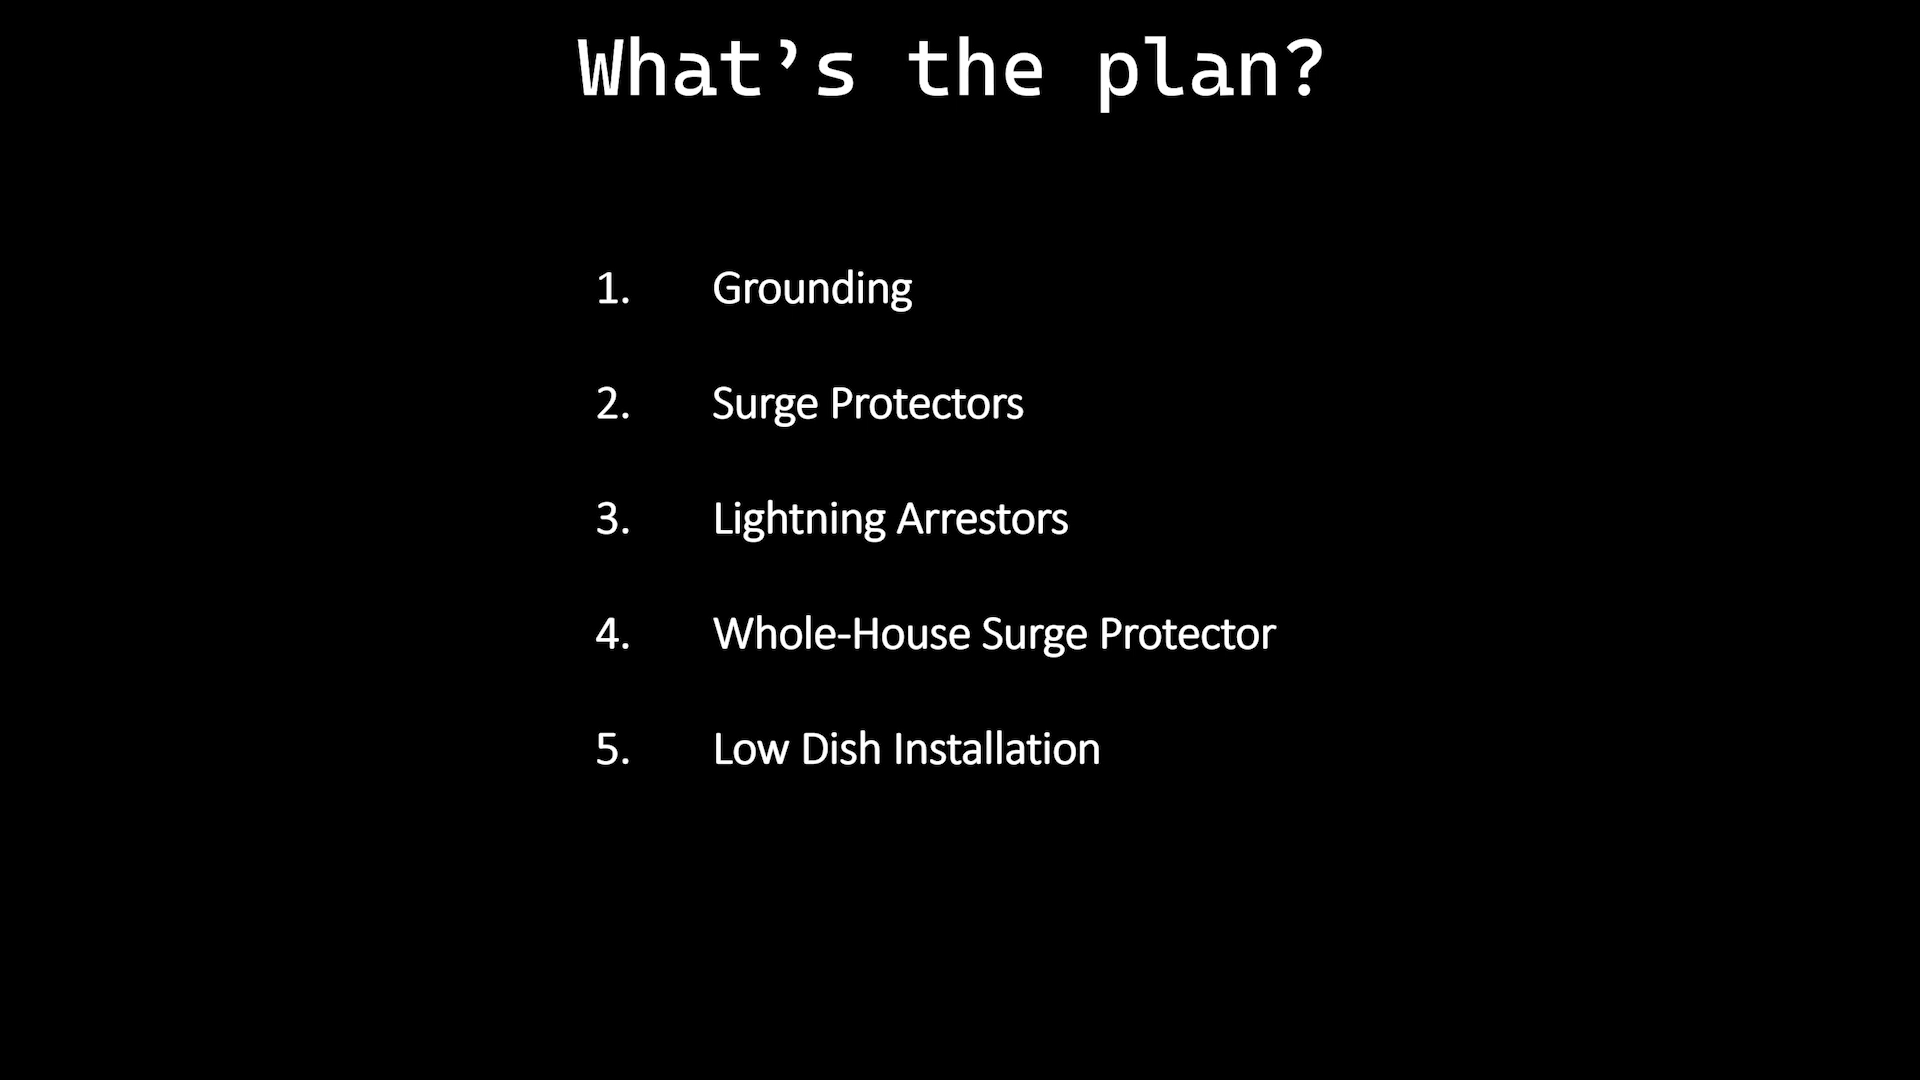 What’s the plan?
1. Grounding
2. Surge Protectors
3. Lightning Arrestors
4. Whole-House Surge Protector
5. Low Dish Installation